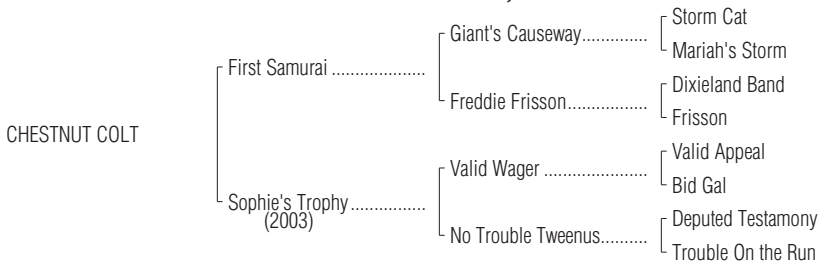 Storm Cat
Giant's Causeway..............
Mariah's Storm
First Samurai ....................
Dixieland Band
Freddie Frisson.................
Frisson
CHESTNUT COLT
Valid Appeal
Valid Wager ......................
Bid Gal
Sophie's Trophy................
(2003)
Deputed Testamony
No Trouble Tweenus..........
Trouble On the Run